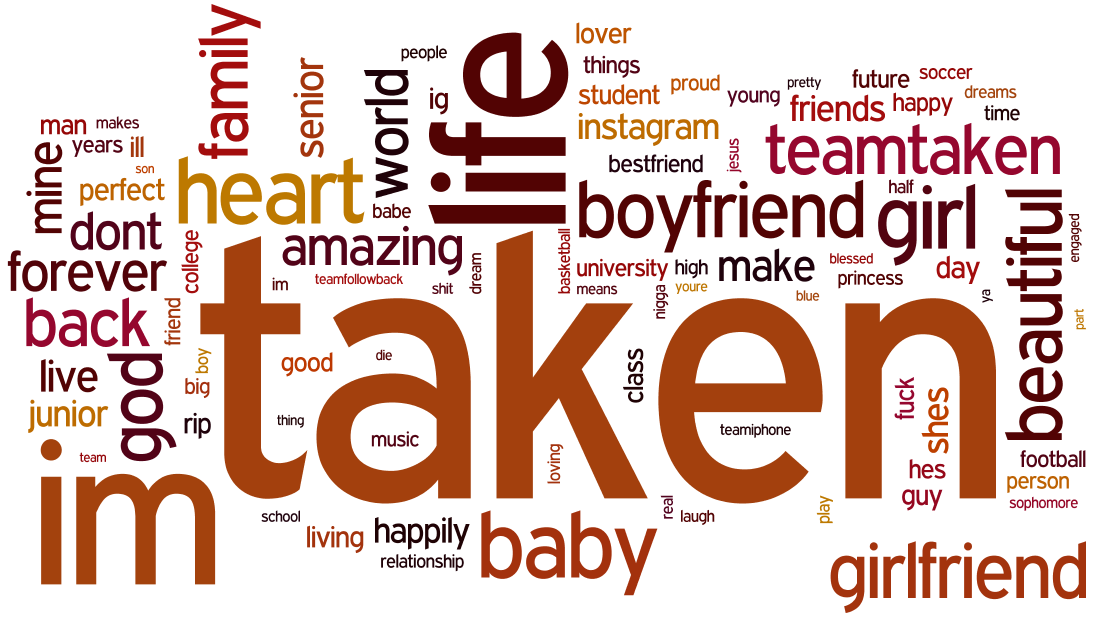 family
senior
people
world
ig
life
lover
things
student
proud
instagram
bestfriend
young
pretty
jesus
friends
future
soccer
happy
dreams
time
teamtaken
man
makes
years
ill
son
mine
perfect
heart
babe
boyfriend
half
girl
beautiful
engaged
dont
forever
college
amazing
im
teamfollowback
shit
dream
basketball
university
means
high
youre
nigga
make
blessed
princess
blue
day
ya
part
back
friend
taken
live
god
boy
big
good
die
class
junior
rip
thing
music
loving
teamiphone
fuck
shes
hes
guy
football
person
sophomore
team
im
school
living
happily
relationship
baby
real
laugh
play
girlfriend